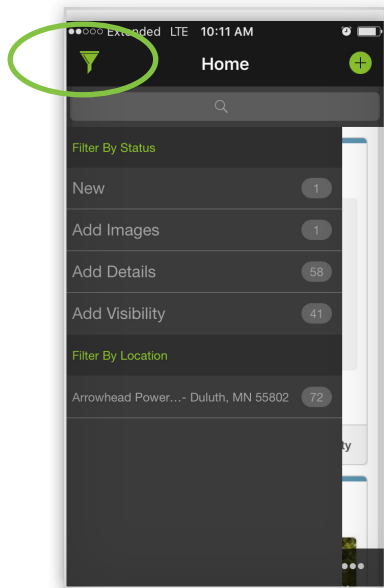 Extended LTE 10:11 AM
Home
Filter By Status
New 1
Add Images 1
Add Details 58
Add Visibility 41
Filter By Location
Arrowhead Power...- Duluth, MN 55802 72
ty